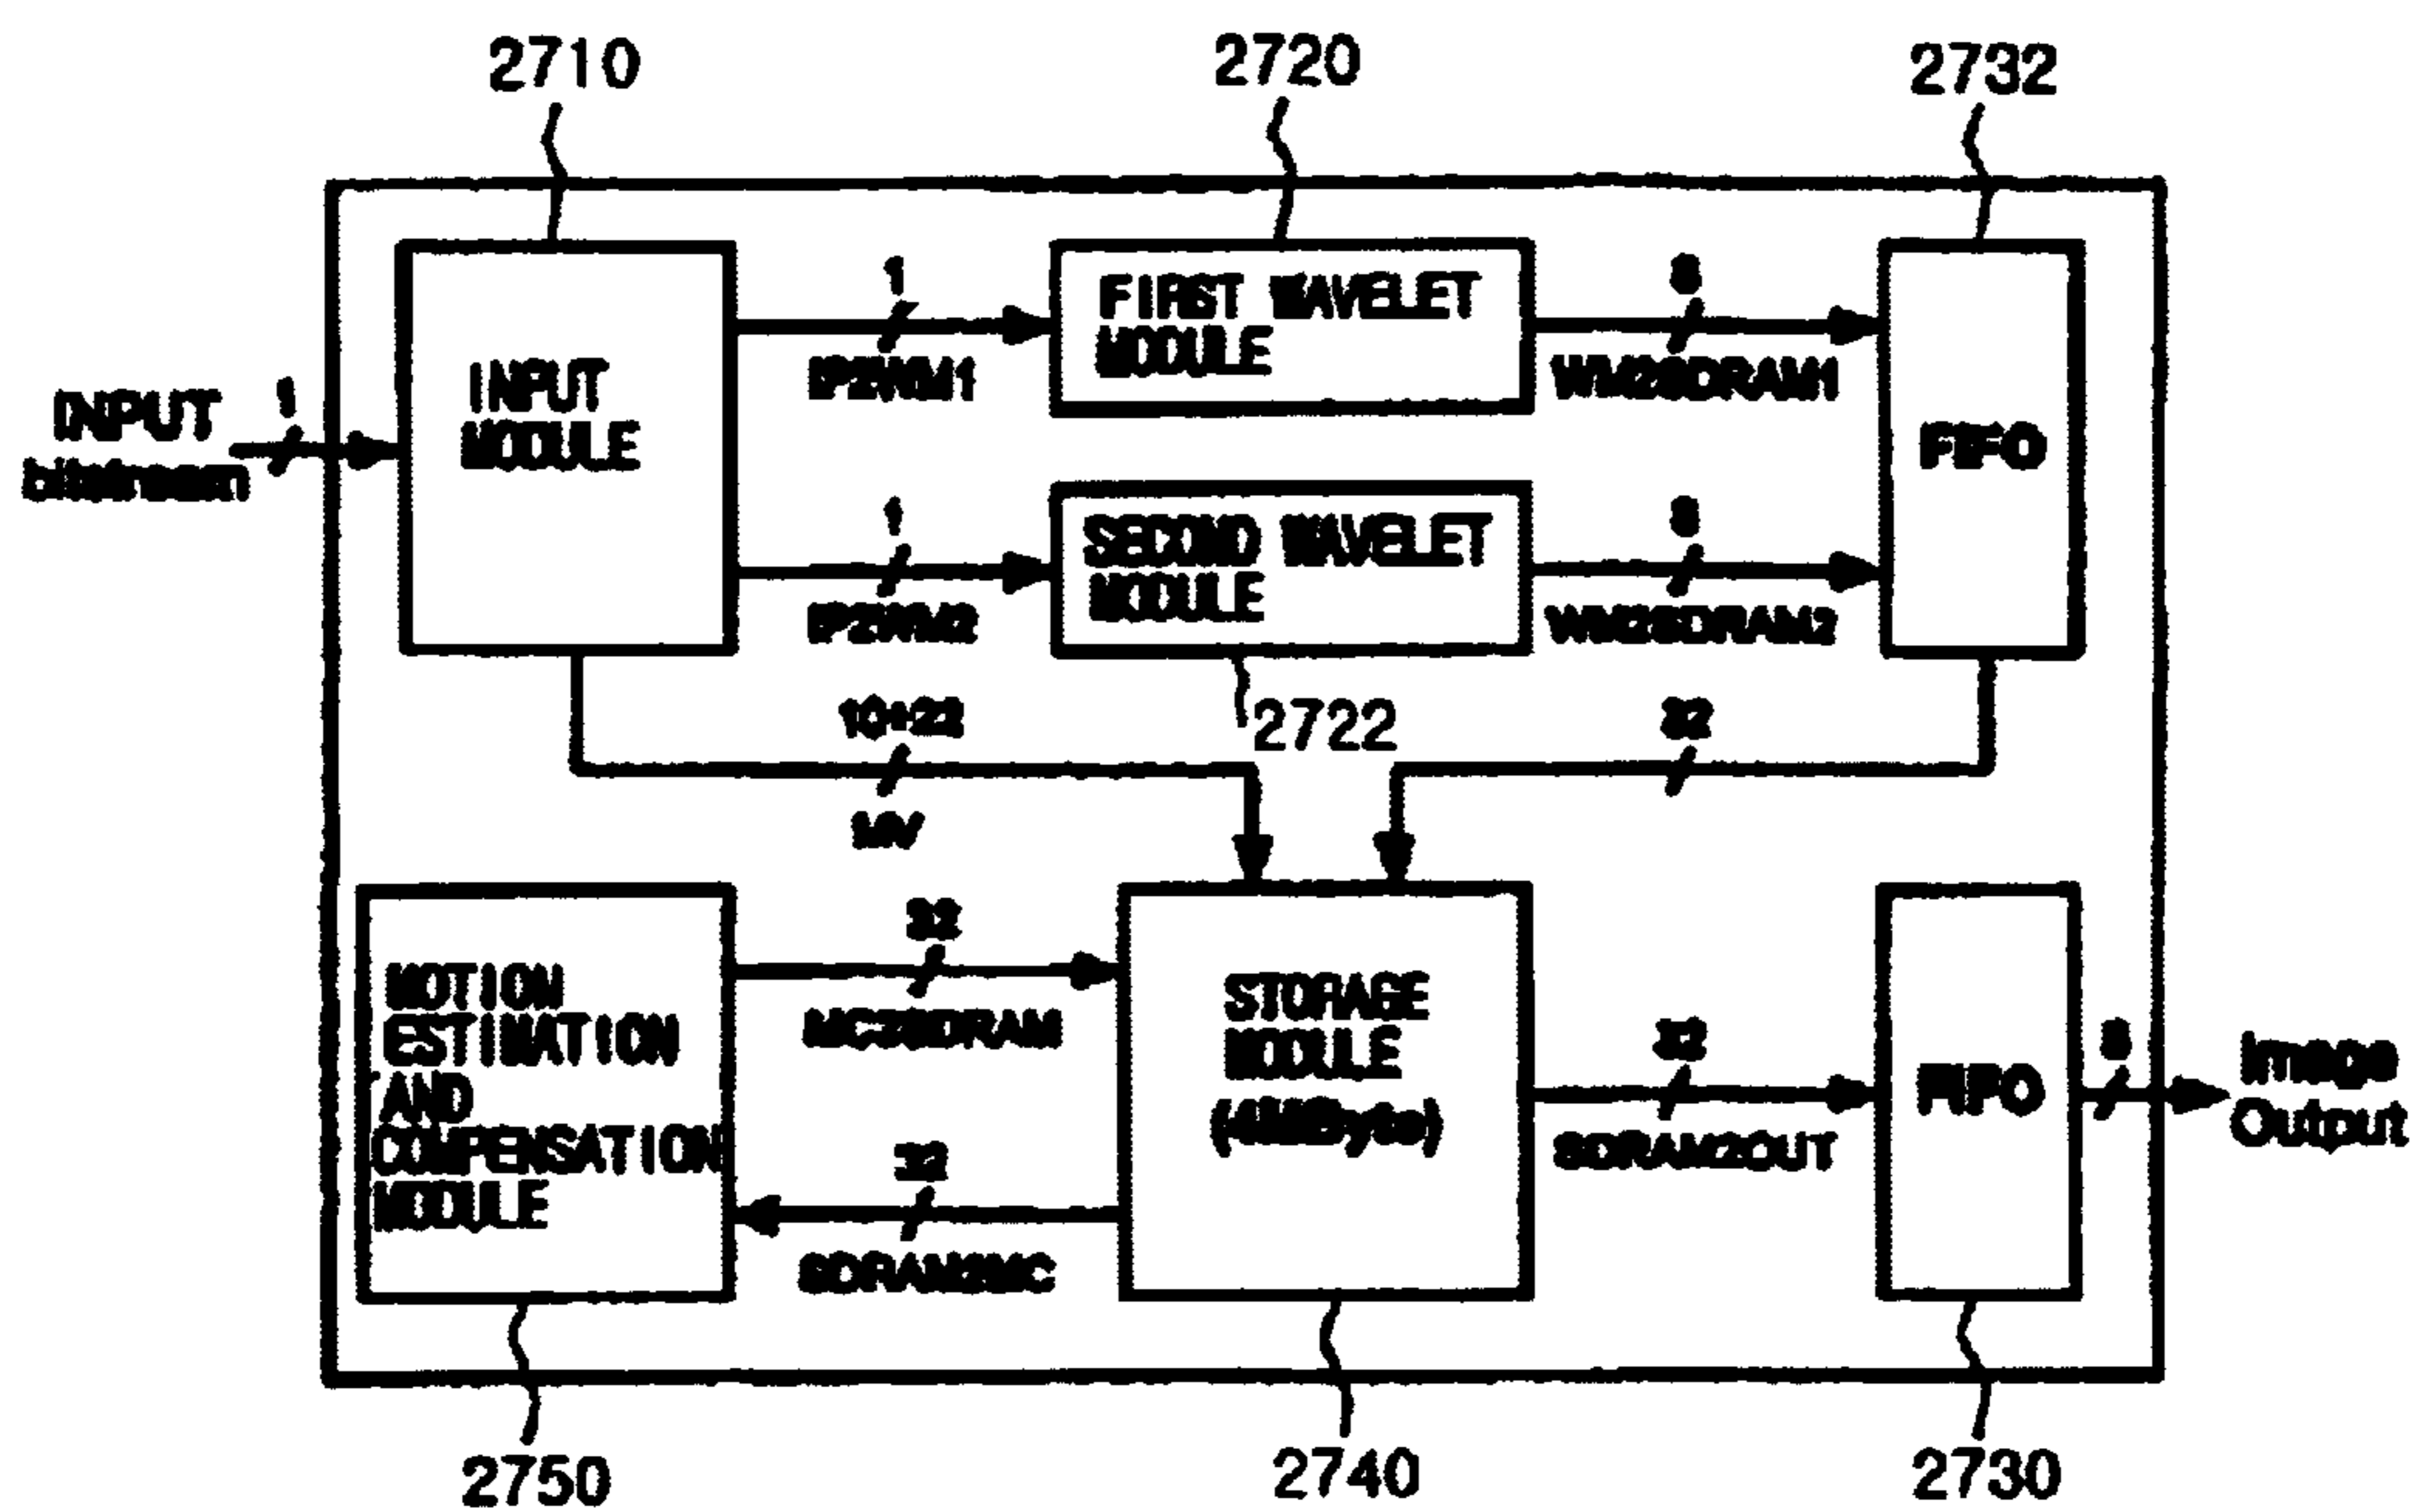 2710
2720
2732
INPUT
bitstream
1
INPUT
MODULE
1
IP2WM1
FIRST WAVELET
MODULE
8
WM2SDRAM1
FIFO
1
IP2WM2
SECOND WAVELET
MODULE
8
WM2SDRAM2
2722
10+22
MV
32
MOTION
ESTIMATION
AND
COMPENSATION
MODULE
32
MC2SDRAM
32
SDRAM2MC
STORAGE
MODULE
32
SDRAM2OUT
FIFO
8
Image
Output
2750
2740
2730